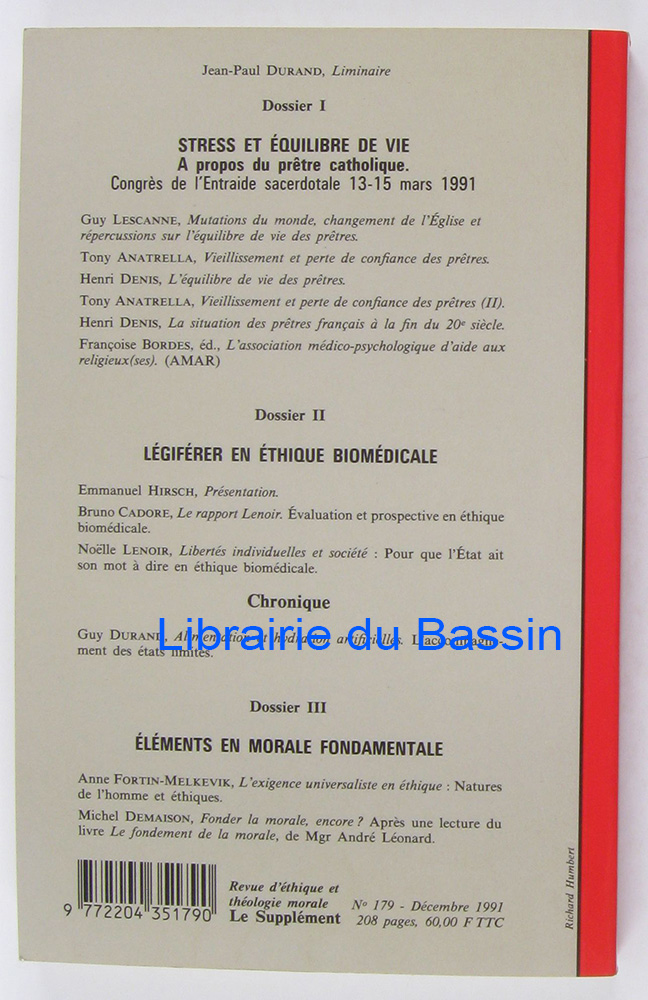 Jean-Paul DURAND, Liminaire
Dossier I
STRESS ET ÉQUILIBRE DE VIE
A propos du prêtre catholique.
Congrès de l'Entraide sacerdotale 13-15 mars 1991
Guy LESCANNE, Mutations du monde, changement de l'Église et
répercussions sur l'équilibre de vie des prêtres.
Tony ANATRELLA, Vieillissement et perte de confiance des prêtres.
Henri DENIS, L'équilibre de vie des prêtres.
Tony ANATRELLA, Vieillissement et perte de confiance des prêtres (II).
Henri DENIS, La situation des prêtres français à la fin du 20e siècle.
Françoise BORDES, éd., L'association médico-psychologique d'aide aux
religieux(ses). (AMAR)
Dossier II
LÉGIFÉRER EN ÉTHIQUE BIOMÉDICALE
Emmanuel HIRSCH, Présentation.
Bruno CADORE, Le rapport Lenoir. Évaluation et prospective en éthique
biomédicale.
Noëlle LENOIR, Libertés individuelles et société : Pour que l'État ait
son mot à dire en éthique biomédicale.
Chronique
Guy DURAND, Alimentation et hydratation artificielles. L'accompagne-
ment des états limites.
Librairie du Bassin
Dossier III
ÉLÉMENTS EN MORALE FONDAMENTALE
Anne FORTIN-MELKEVIK, L'exigence universaliste en éthique : Natures
de l'homme et éthiques.
Michel DEMAISON, Fonder la morale, encore ? Après une lecture du
livre Le fondement de la morale, de Mgr André Léonard.
9 772204 351790
Revue d'éthique et
théologie morale
Le Supplément
No 179 - Décembre 1991
208 pages, 60,00 F TTC
Richard Humbert